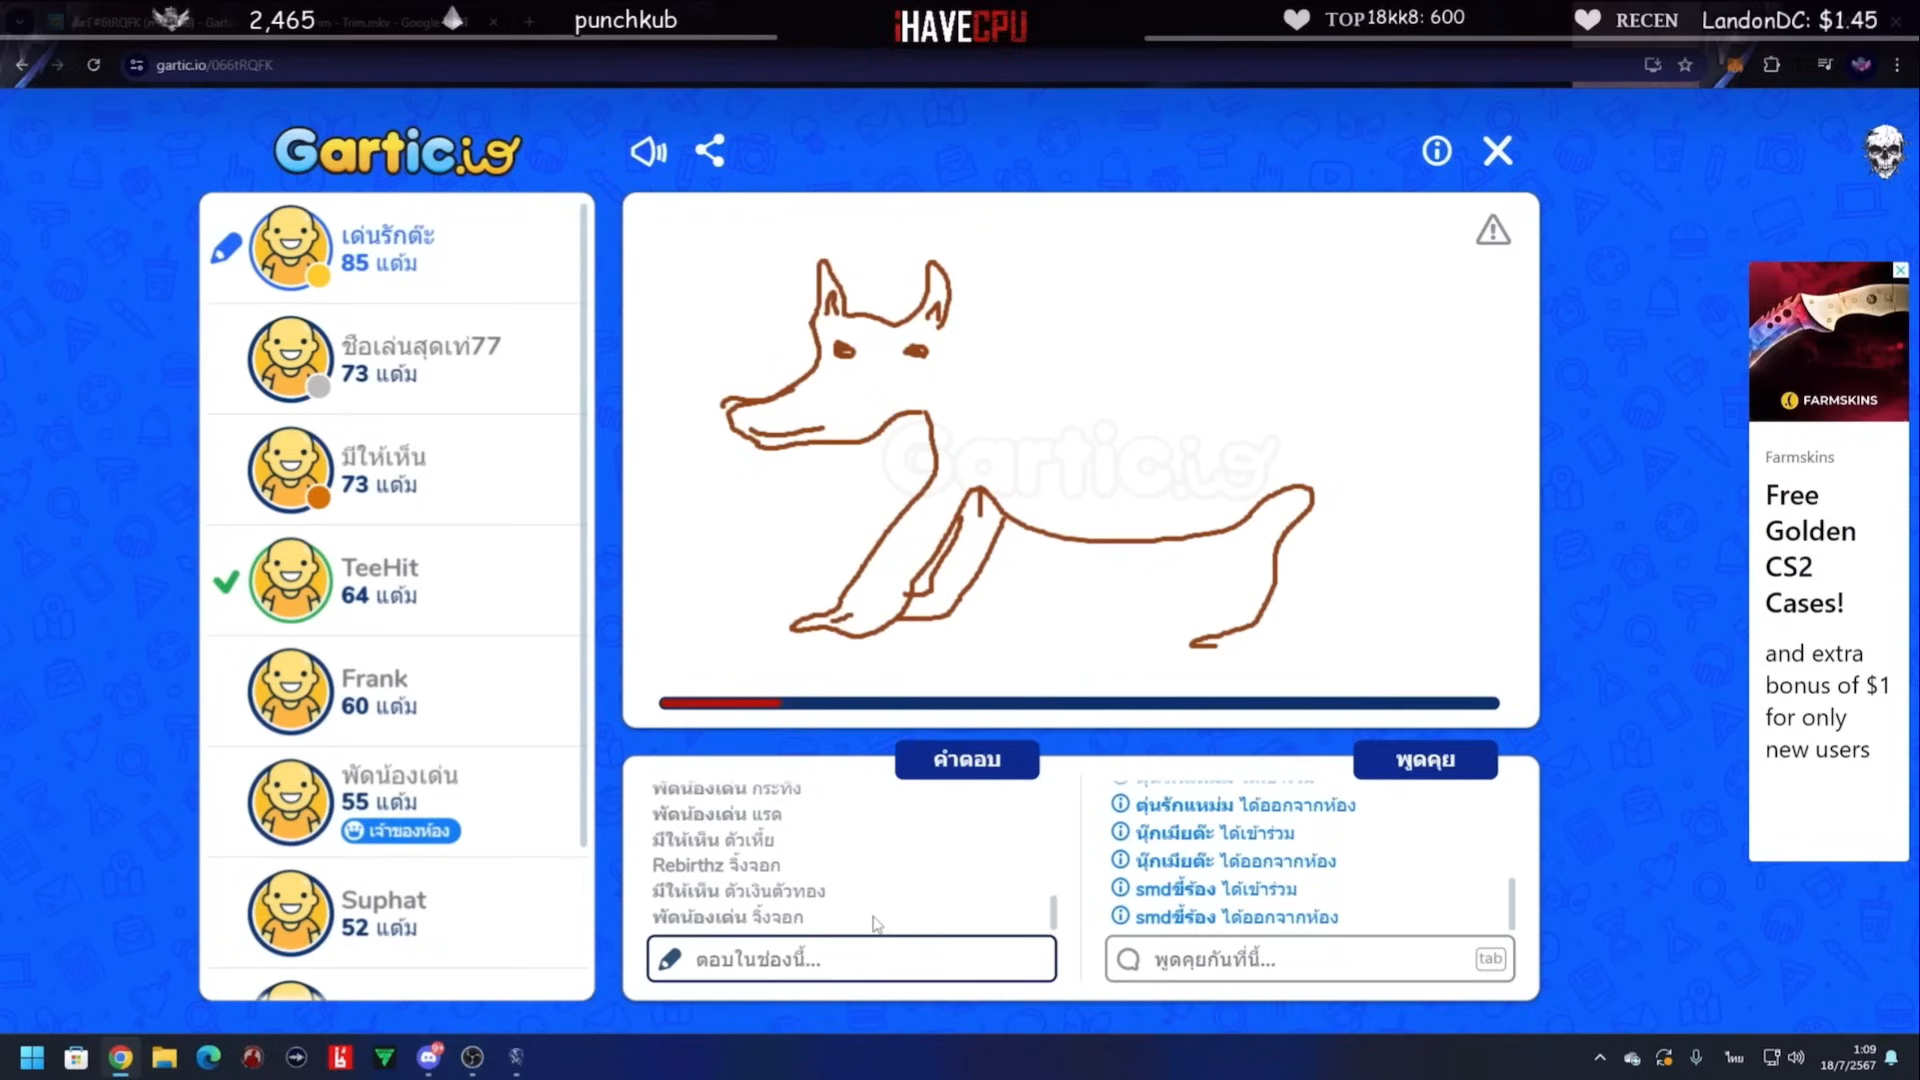 2,465
punchkub
iHAVECPU
TOP 18kk8: 600
RECEN
LandonDC: $1.45
gartic.io/066tRQFK
Gartic.io
เด่นรักต๊ะ
85 แต้ม
ชื่อเล่นสุดเท่77
73 แต้ม
มีให้เห็น
73 แต้ม
TeeHit
64 แต้ม
Frank
60 แต้ม
พัดน้องเด่น
55 แต้ม
เจ้าของห้อง
Suphat
52 แต้ม
Gartic.io
คำตอบ
พัดน้องเด่น กระทิง
พัดน้องเด่น แรด
มีให้เห็น ตัวเหี้ย
Rebirthz จิ้งจอก
มีให้เห็น ตัวเงินตัวทอง
พัดน้องเด่น จิ้งจอก
ตอบในช่องนี้...
พูดคุย
ตุ่นรักแหม่ม ได้ออกจากห้อง
นุ๊กเมียต๊ะ ได้เข้าร่วม
นุ๊กเมียต๊ะ ได้ออกจากห้อง
smdขี้ร้อง ได้เข้าร่วม
smdขี้ร้อง ได้ออกจากห้อง
พูดคุยกันที่นี้...
tab
FARMSKINS
Farmskins
Free
Golden
CS2
Cases!
and extra
bonus of $1
for only
new users
ไทย
1:09
18/7/2567